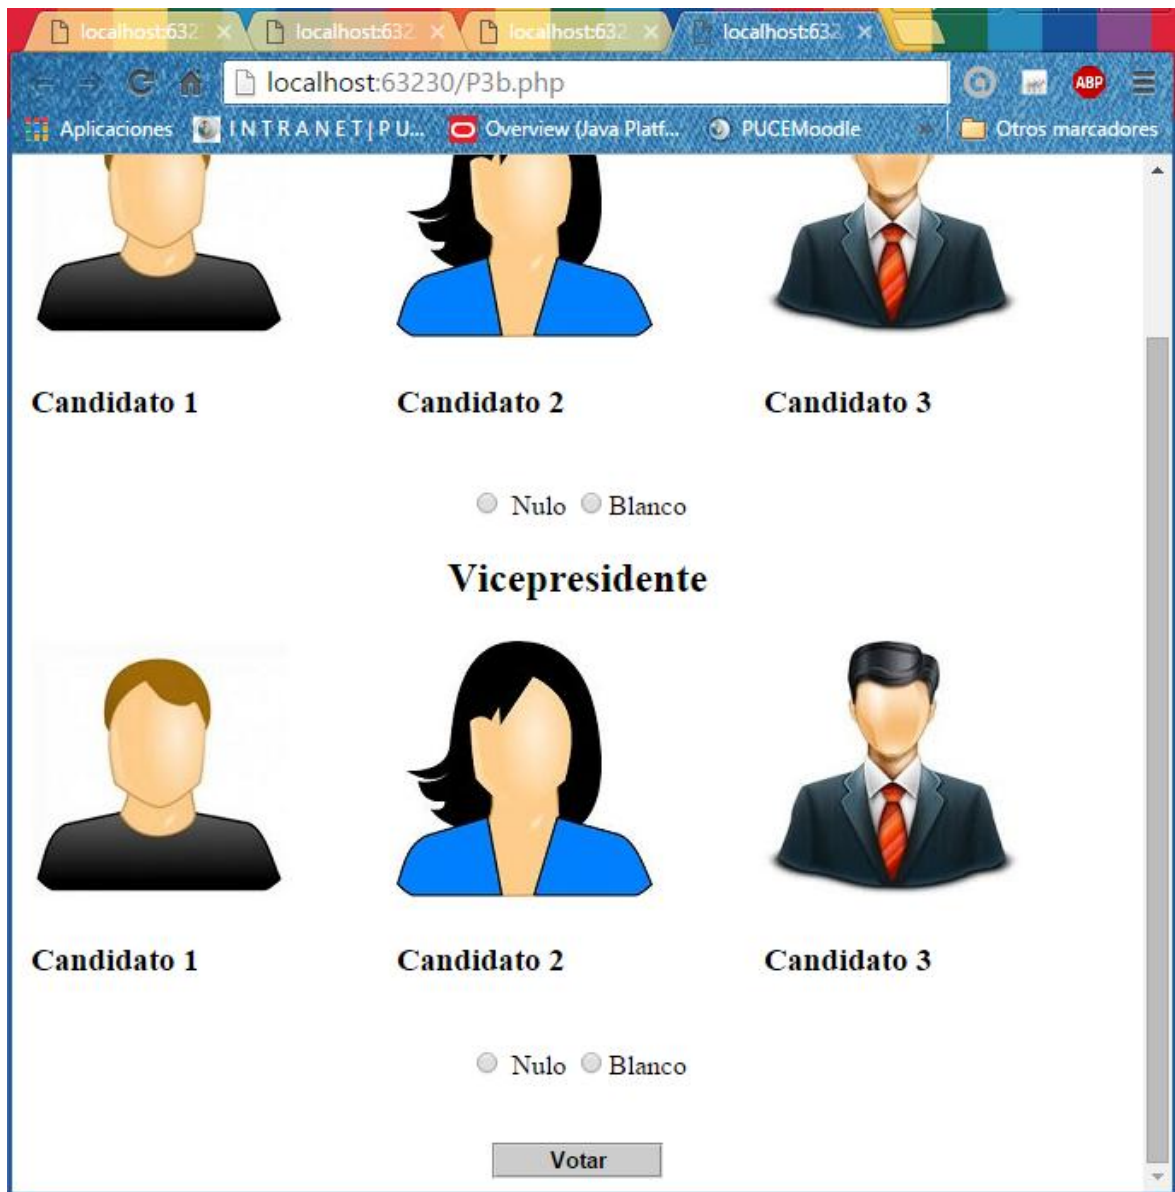 localhost:632 localhost:632 localhost:632 localhost:632
localhost:63230/P3b.php
ABP
Aplicaciones INTRANET|PU... Overview (Java Platf... PUCEMoodle » Otros marcadores
Candidato 1 Candidato 2 Candidato 3
Nulo Blanco
Vicepresidente
Candidato 1 Candidato 2 Candidato 3
Nulo Blanco
Votar